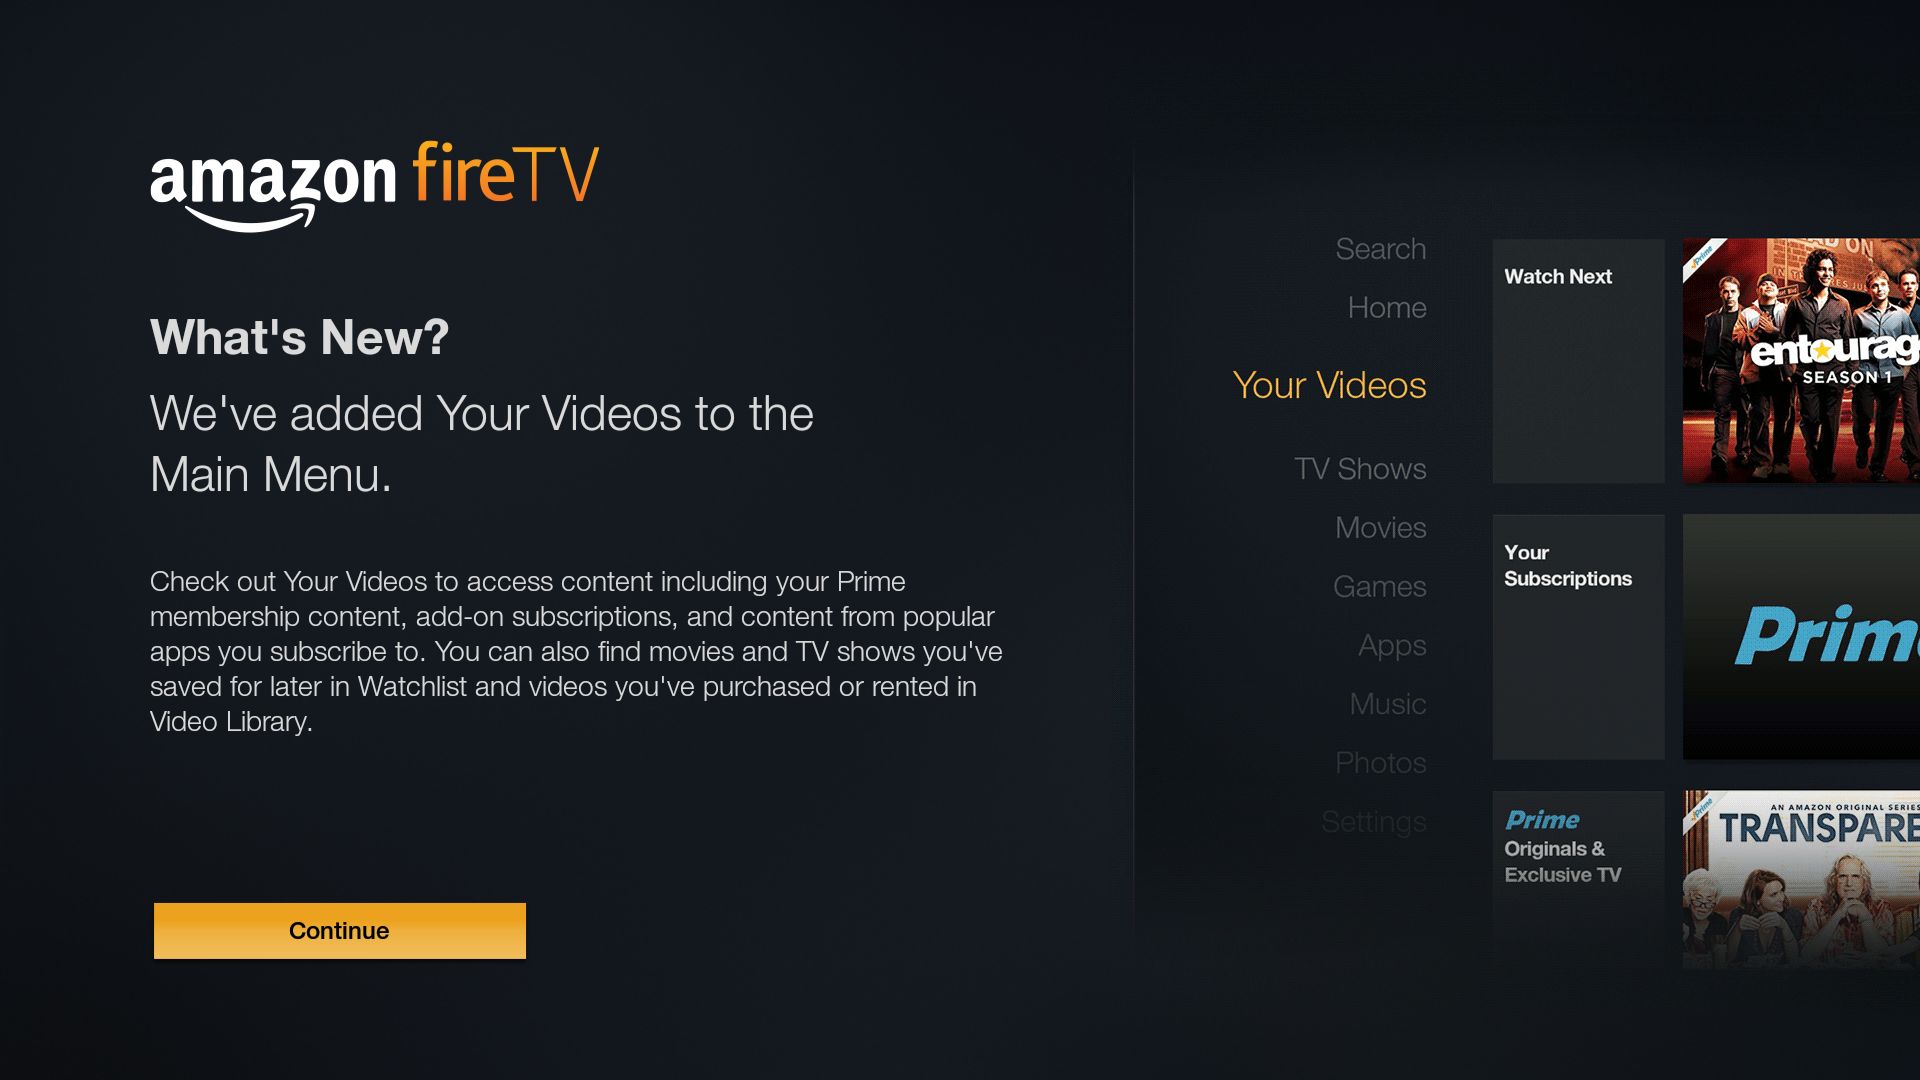 amazon fireTV
What's New?
We've added Your Videos to the
Main Menu.
Check out Your Videos to access content including your Prime
membership content, add-on subscriptions, and content from popular
apps you subscribe to. You can also find movies and TV shows you've
saved for later in Watchlist and videos you've purchased or rented in
Video Library.
Continue
Search
Home
Your Videos
TV Shows
Movies
Games
Apps
Music
Photos
Settings
Watch Next
Prime
entourag
SEASON 1
Your
Subscriptions
Prim
Prime
Originals &
Exclusive TV
Prime
AN AMAZON ORIGINAL SERIES
TRANSPARE